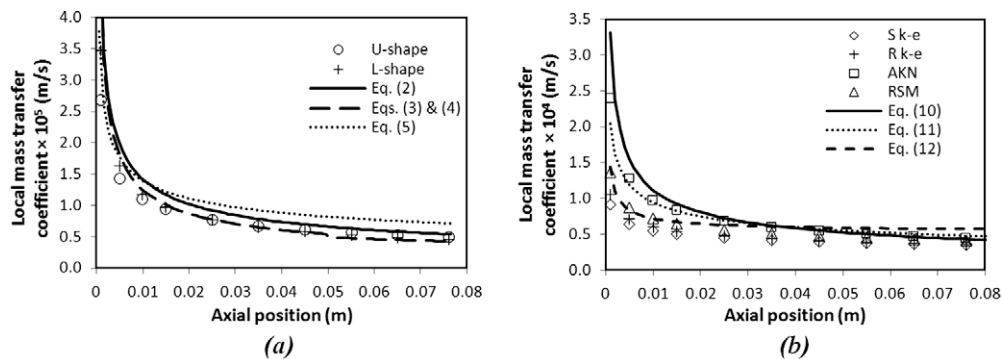 Local mass transfer
coefficient × 10⁵ (m/s)
4.0
3.5
3.0
2.5
2.0
1.5
1.0
0.5
0.0
0
0.01
0.02
0.03
0.04
0.05
0.06
0.07
0.08
Axial position (m)
U-shape
L-shape
Eq. (2)
Eqs. (3) & (4)
Eq. (5)
(a)
Local mass transfer
coefficient × 10⁴ (m/s)
3.5
3.0
2.5
2.0
1.5
1.0
0.5
0.0
0
0.01
0.02
0.03
0.04
0.05
0.06
0.07
0.08
Axial position (m)
S k-e
R k-e
AKN
RSM
Eq. (10)
Eq. (11)
Eq. (12)
(b)